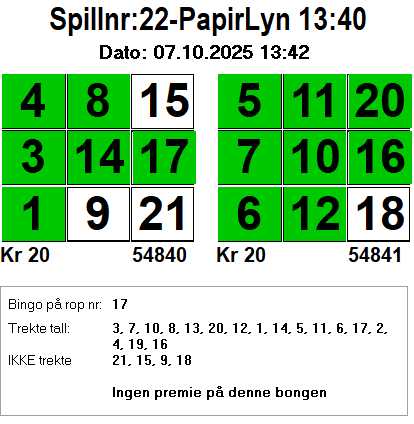 Spillnr:22-PapirLyn 13:40
Dato: 07.10.2025 13:42
4 8 15 5 11 20
3 14 17 7 10 16
1 9 21 6 12 18
Kr 20 54840 Kr 20 54841
Bingo på rop nr: 17
Trekte tall: 3, 7, 10, 8, 13, 20, 12, 1, 14, 5, 11, 6, 17, 2,
4, 19, 16
IKKE trekte 21, 15, 9, 18
Ingen premie på denne bongen